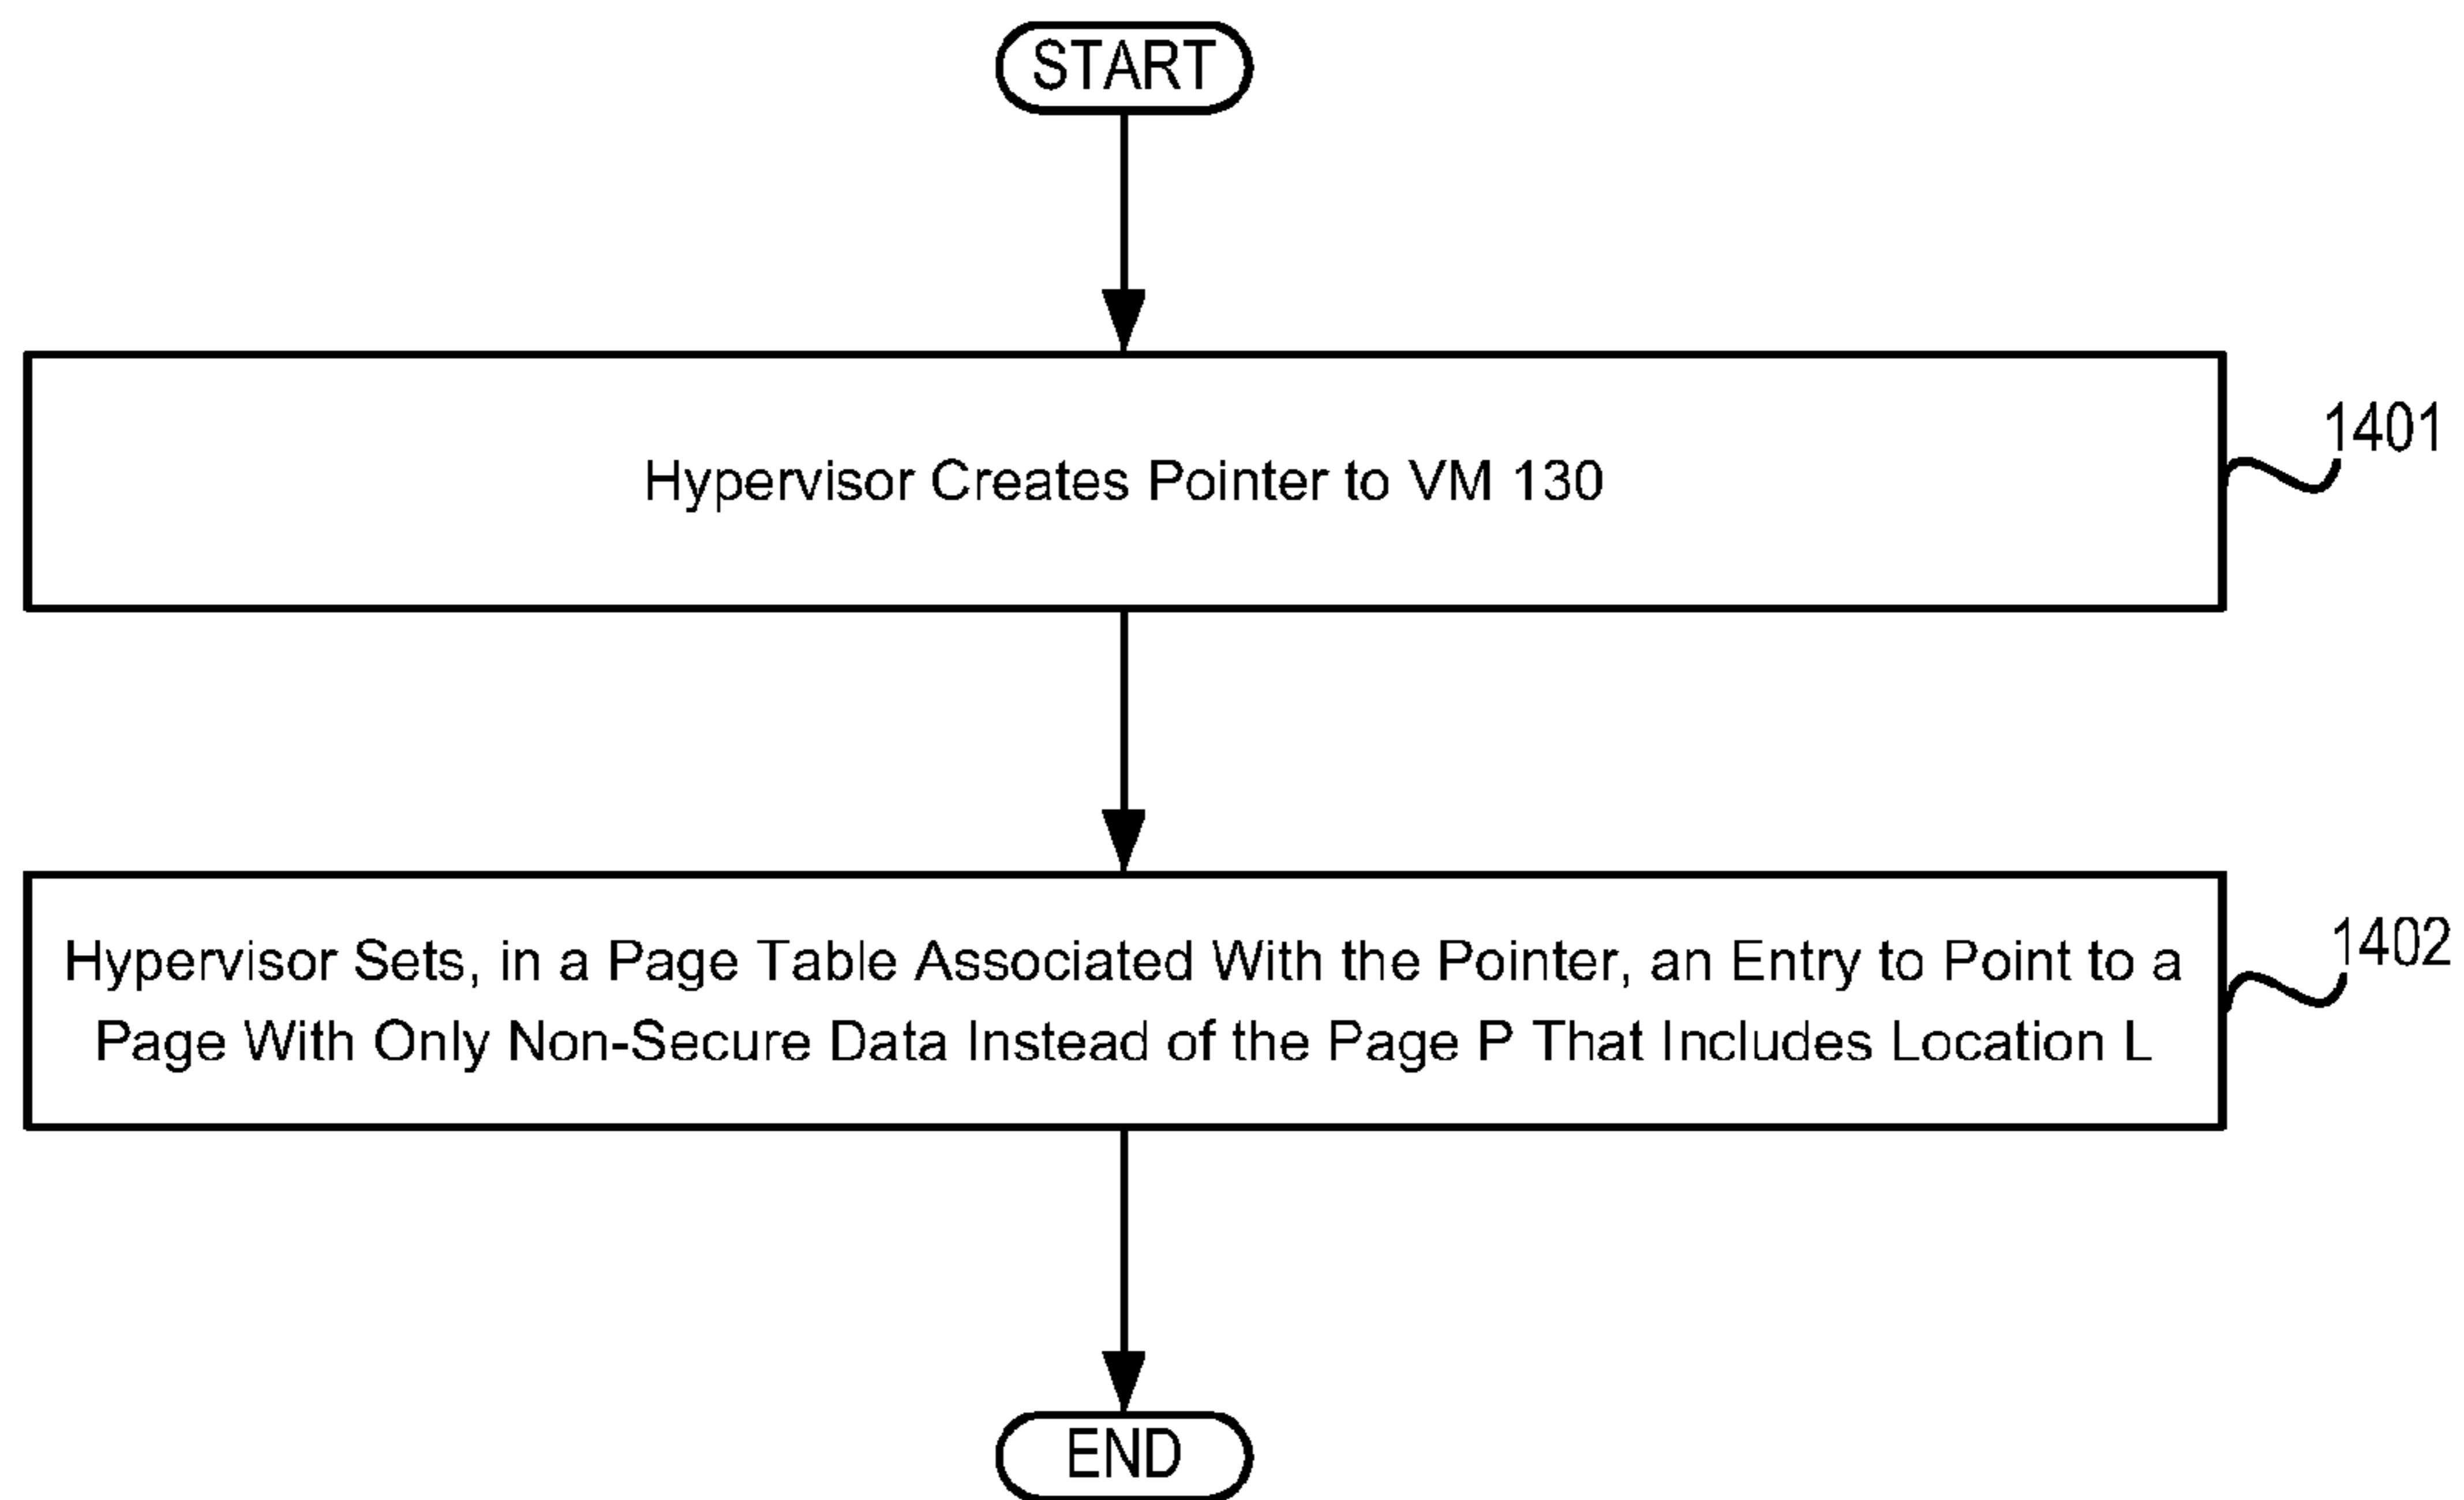 START
Hypervisor Creates Pointer to VM 130
1401
Hypervisor Sets, in a Page Table Associated With the Pointer, an Entry to Point to a
Page With Only Non-Secure Data Instead of the Page P That Includes Location L
1402
END